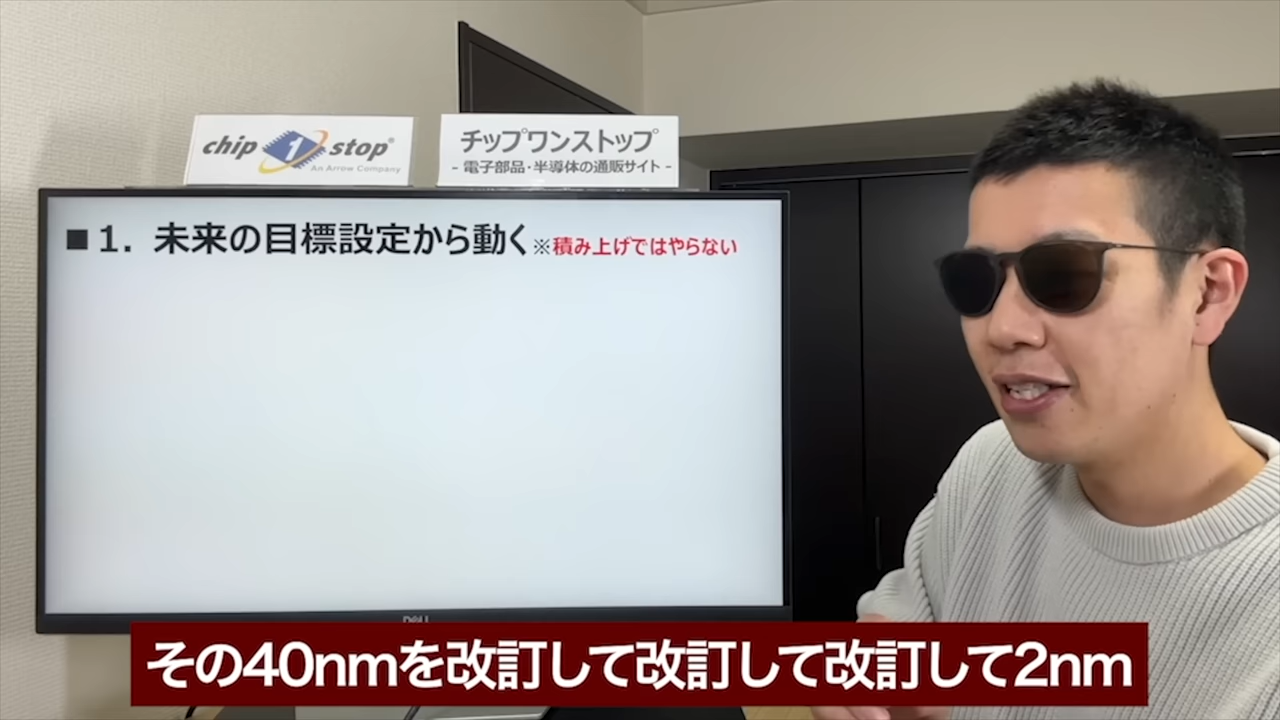 chip 1 stop®
An Arrow Company
チップワンストップ
- 電子部品・半導体の通販サイト -
■1. 未来の目標設定から動く ※積み上げではやらない
DELL
その40nmを改訂して改訂して改訂して2nm